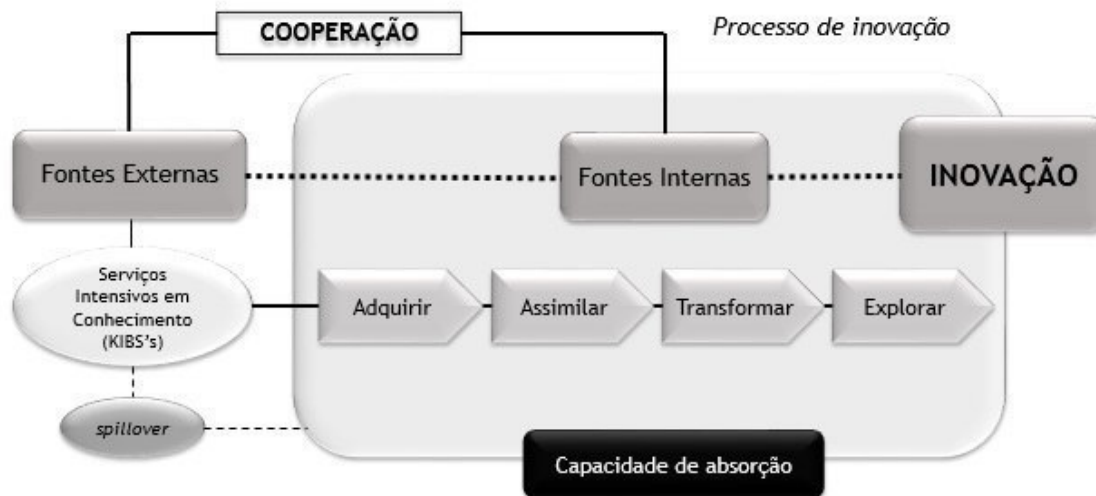 COOPERAÇÃO
Processo de inovação
Fontes Externas
Fontes Internas
INOVAÇÃO
Serviços
Intensivos em
Conhecimento
(KIBS's)
Adquirir
Assimilar
Transformar
Explorar
spillover
Capacidade de absorção